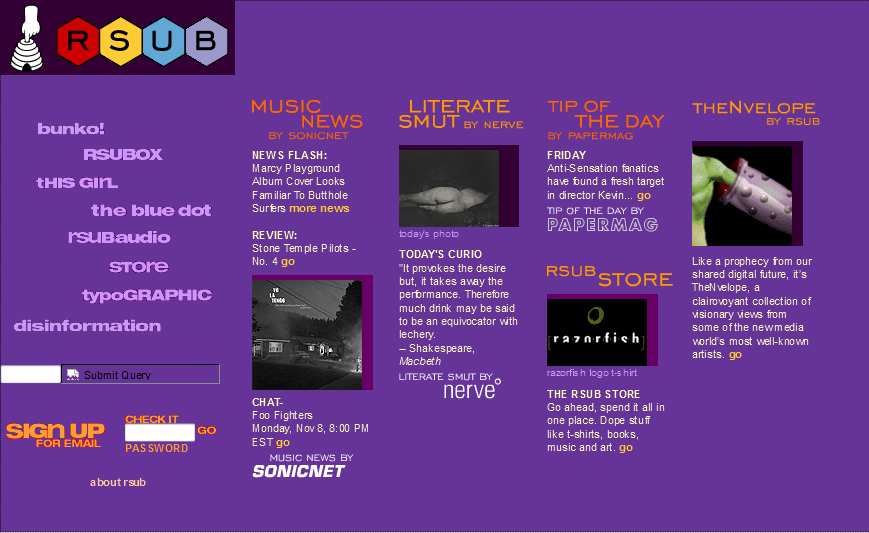 RSUB
bunko!
RSUBOX
tHIS GIrL
the blue dot
rSUBaudio
STOre
typoGRAPHIC
disinformation
Submit Query
SIGN UP
FOR EMAIL
CHECK IT
GO
PASSWORD
about rsub
MUSIC
NEWS
BY SONICNET
NEWS FLASH:
Marcy Playground
Album Cover Looks
Familiar To Butthole
Surfers more news
REVIEW:
Stone Temple Pilots -
No. 4 go
YO
LA
TENGO
CHAT-
Foo Fighters
Monday, Nov 8, 8:00 PM
EST go
MUSIC NEWS BY
SONICNET
LITERATE
SMUT BY NERVE
today's photo
TODAY'S CURIO
"It provokes the desire
but, it takes away the
performance. Therefore
much drink may be said
to be an equivocator with
lechery.
-- Shakespeare,
Macbeth
LITERATE SMUT BY
nerve
TIP OF
THE DAY
BY PAPERMAG
FRIDAY
Anti-Sensation fanatics
have found a fresh target
in director Kevin... go
TIP OF THE DAY BY
PAPERMAG
RSUB
STORE
[razorfish]
razorfish logo t-shirt
THE RSUB STORE
Go ahead, spend it all in
one place. Dope stuff
like t-shirts, books,
music and art. go
THENVELOPE
BY RSUB
Like a prophecy from our
shared digital future, it's
TheNvelope, a
clairovoyant collection of
visionary views from
some of the new media
world's most well-known
artists. go